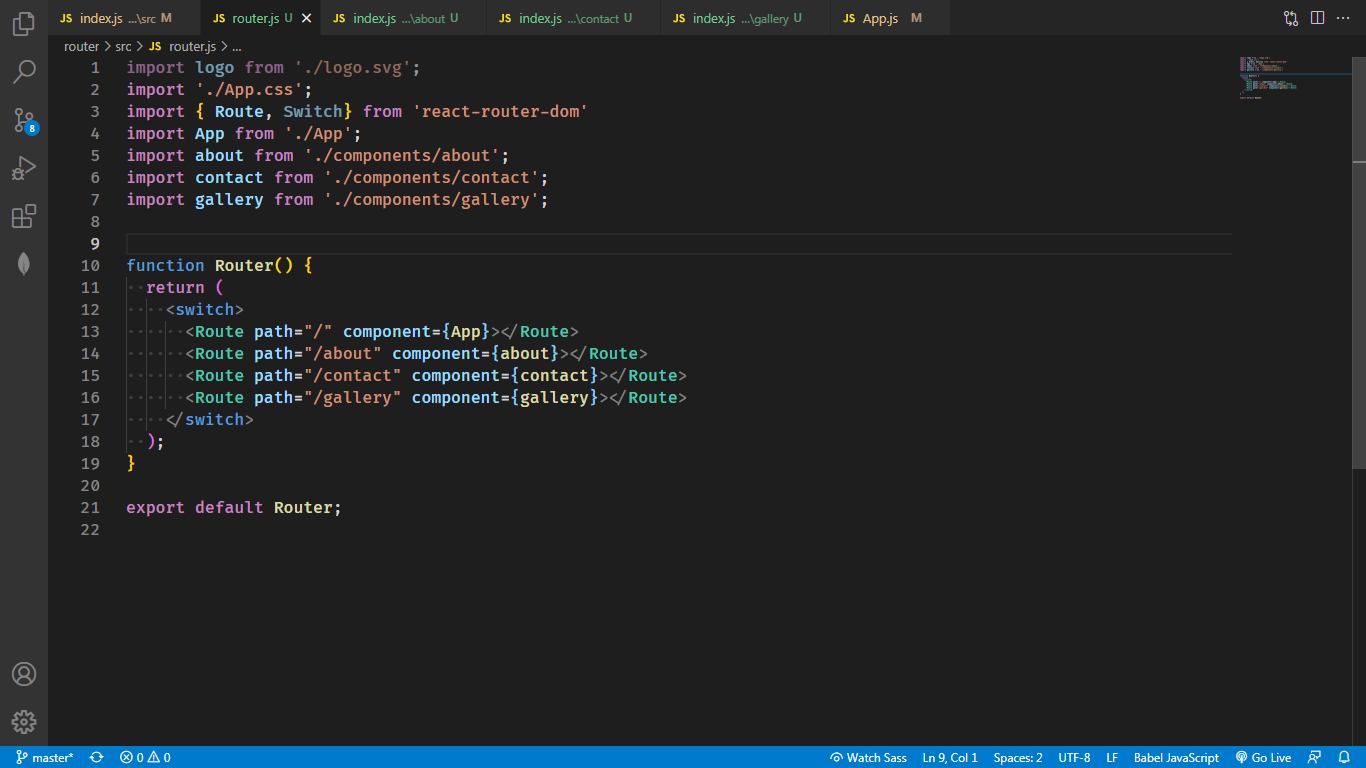 JS index.js ...\src M
JS router.js U
JS index.js ...\about U
JS index.js ...\contact U
JS index.js ...\gallery U
JS App.js M
router > src > JS router.js > ...
8
1 import logo from './logo.svg';
2 import './App.css';
3 import { Route, Switch} from 'react-router-dom'
4 import App from './App';
5 import about from './components/about';
6 import contact from './components/contact';
7 import gallery from './components/gallery';
8
9
10 function Router() {
11 return (
12 <switch>
13 <Route path="/" component={App}></Route>
14 <Route path="/about" component={about}></Route>
15 <Route path="/contact" component={contact}></Route>
16 <Route path="/gallery" component={gallery}></Route>
17 </switch>
18 );
19 }
20
21 export default Router;
22
master* 0 0 Watch Sass Ln 9, Col 1 Spaces: 2 UTF-8 LF Babel JavaScript Go Live